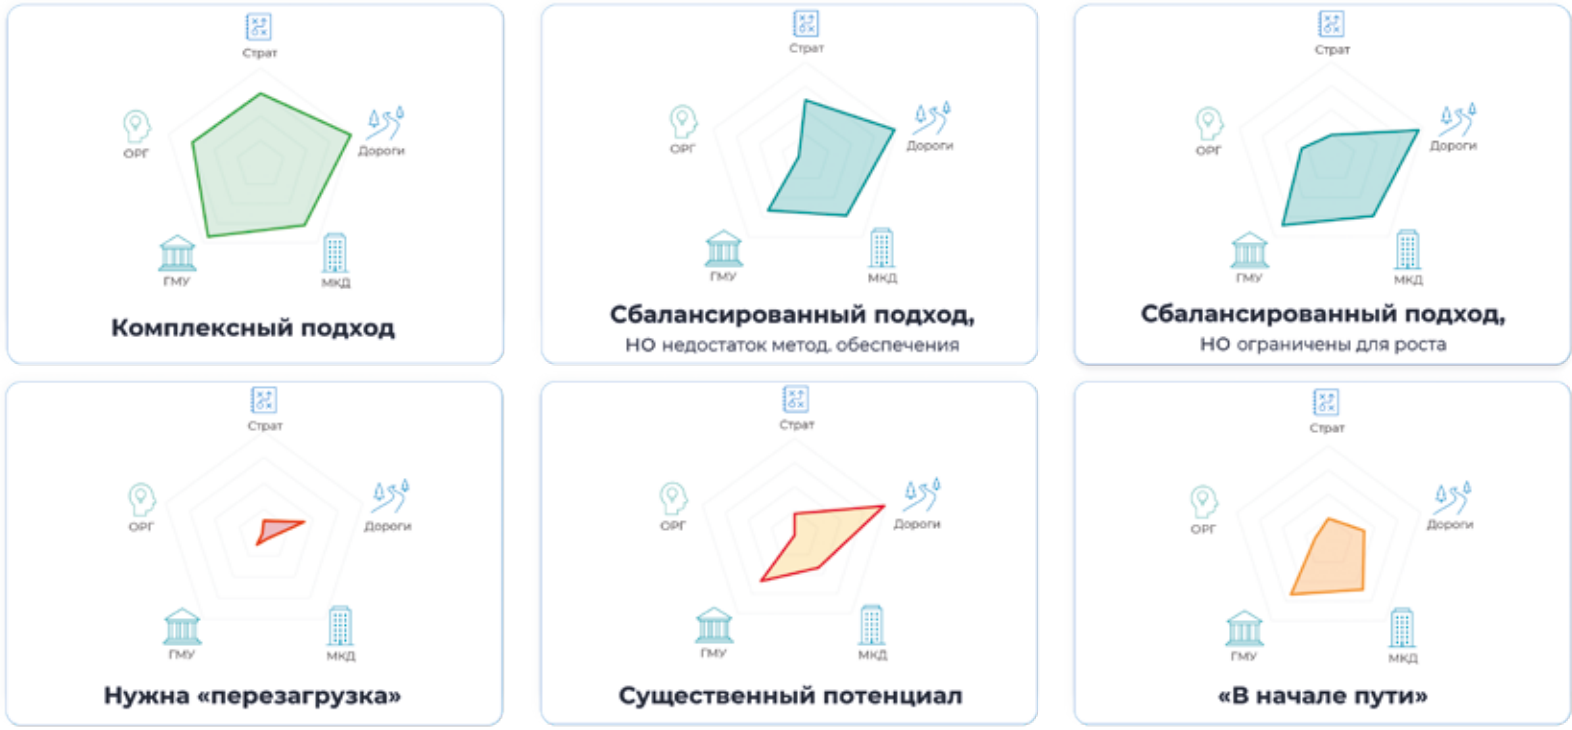 Страт
ОРГ
Дороги
ГМУ
МКД
Комплексный подход
Страт
ОРГ
Дороги
ГМУ
МКД
Сбалансированный подход,
НО недостаток метод. обеспечения
Страт
ОРГ
Дороги
ГМУ
МКД
Сбалансированный подход,
НО ограничены для роста
Страт
ОРГ
Дороги
ГМУ
МКД
Нужна «перезагрузка»
Страт
ОРГ
Дороги
ГМУ
МКД
Существенный потенциал
Страт
ОРГ
Дороги
ГМУ
МКД
«В начале пути»